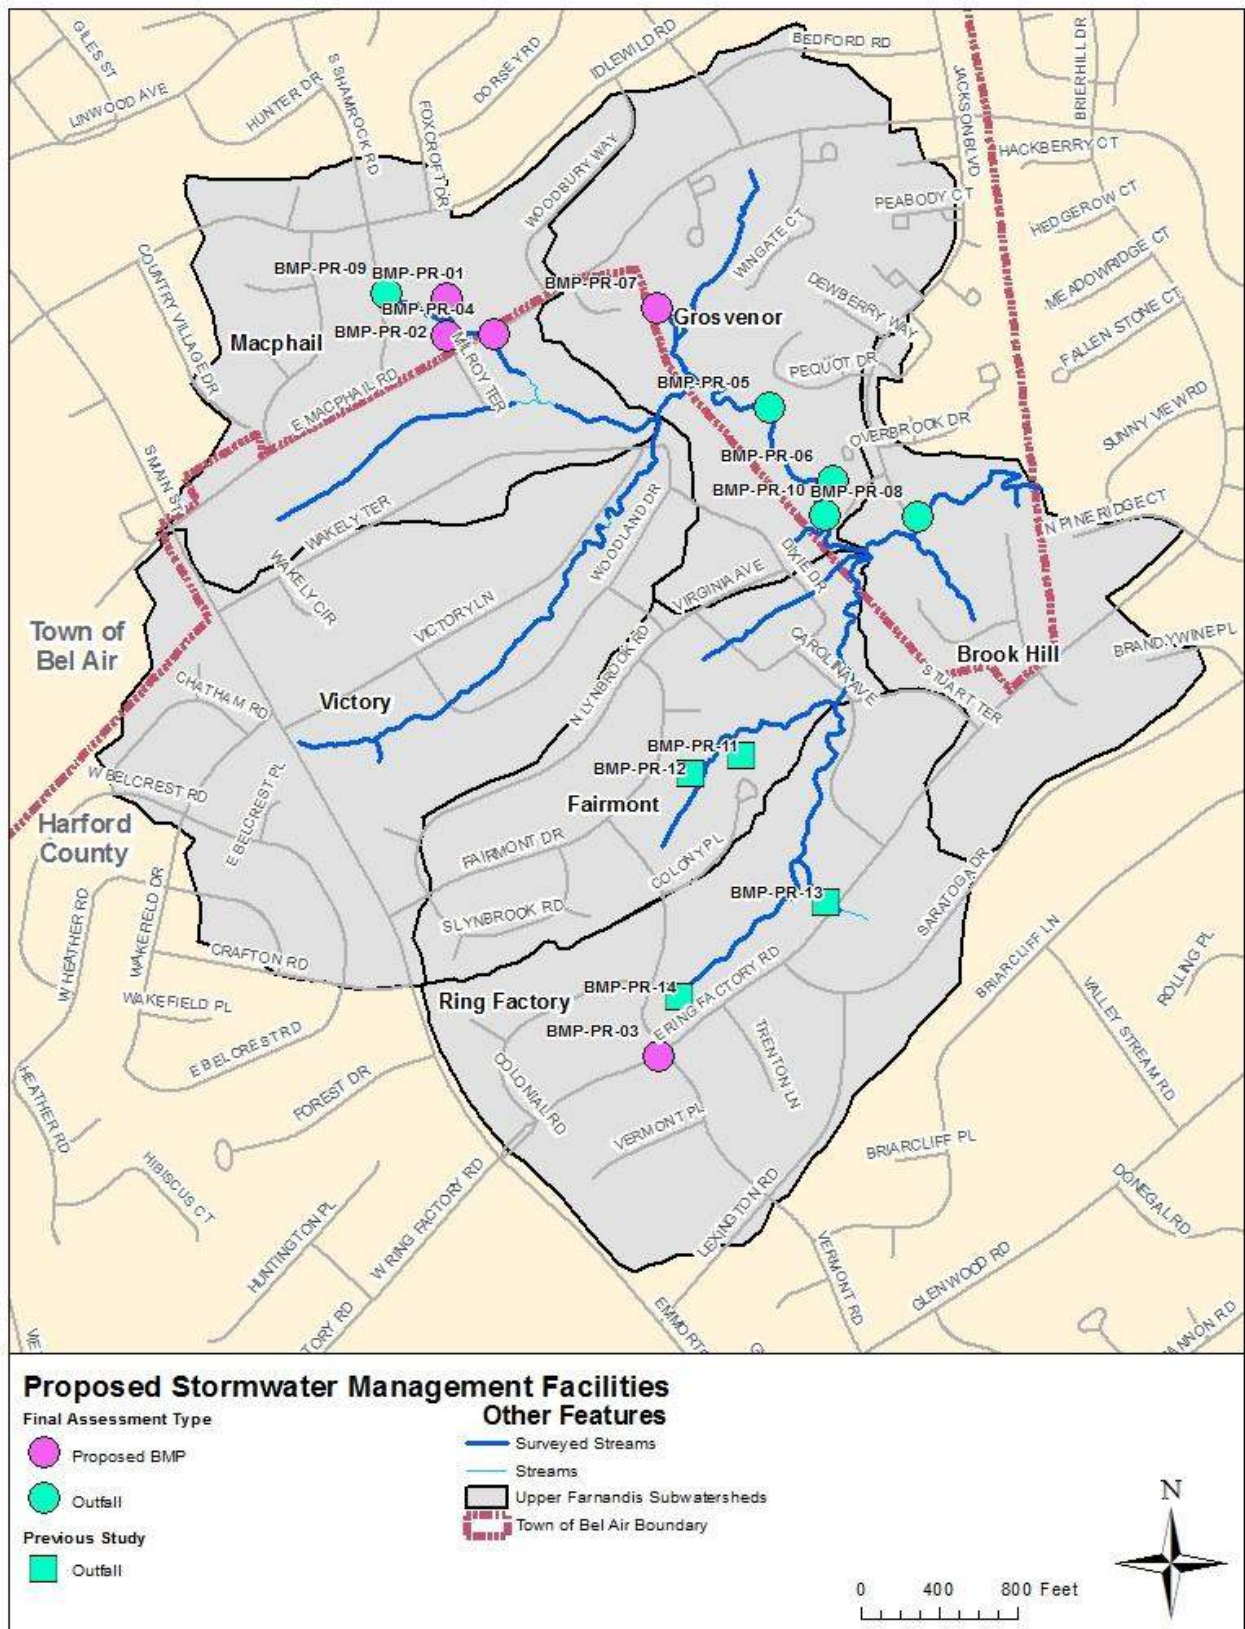 GILES ST
LINWOOD AVE
HUNTER DR
S SHAMROCK RD
FOXCROFT DR
DORSEY RD
IDLEWILD RD
BEDFORD RD
JACKSON BLVD
BRIERHILL DR
HACKBERRY CT
WOODBURY WAY
PEABODY CT
HEDGEROW CT
WINGATE CT
MEADOWRIDGE CT
COUNTRY VILLAGE DR
BMP-PR-09
BMP-PR-01
BMP-PR-07
DEWBERRY WAY
FALLEN STONE CT
BMP-PR-04
Grosvenor
BMP-PR-02
Macphail
MILROY TER
PEQUOT DR
E MACPHAIL RD
BMP-PR-05
SUNNY VIEW RD
OVERBROOK DR
S MAIN ST
BMP-PR-06
BMP-PR-10
BMP-PR-08
N PINE RIDGE CT
WAKELY TER
WOODLAND DR
WAKELY CIR
DIXIE DR
VIRGINIA AVE
VICTORY LN
Town of
Bel Air
CAROLINA AVE
Brook Hill
BRANDYWINE PL
N LYNBROOK RD
STUART TER
CHATHAM RD
Victory
BMP-PR-11
BMP-PR-12
W BELCREST RD
E BELCREST PL
Fairmont
Harford
County
FAIRMONT DR
COLONY PL
W HEATHER RD
WAKEFIELD DR
BMP-PR-13
SARATOGA DR
S LYNBROOK RD
CRAFTON RD
BRIARCLIFF LN
ROLLING PL
WAKEFIELD PL
Ring Factory
BMP-PR-14
E RING FACTORY RD
BMP-PR-03
VALLEY STREAM RD
E BELCREST RD
TRENTON LN
HEATHER RD
FOREST DR
COLONIAL RD
VERMONT PL
BRIARCLIFF PL
HIBISCUS CT
DONEGAL RD
LEXINGTON RD
HUNTINGTON PL
W RING FACTORY RD
VERMONT RD
GLENWOOD RD
TORY RD
EMMORT
ANNON RD
Proposed Stormwater Management Facilities
Final Assessment Type
Proposed BMP
Outfall
Previous Study
Outfall
Other Features
Surveyed Streams
Streams
Upper Farnandis Subwatersheds
Town of Bel Air Boundary
N
0 400 800 Feet